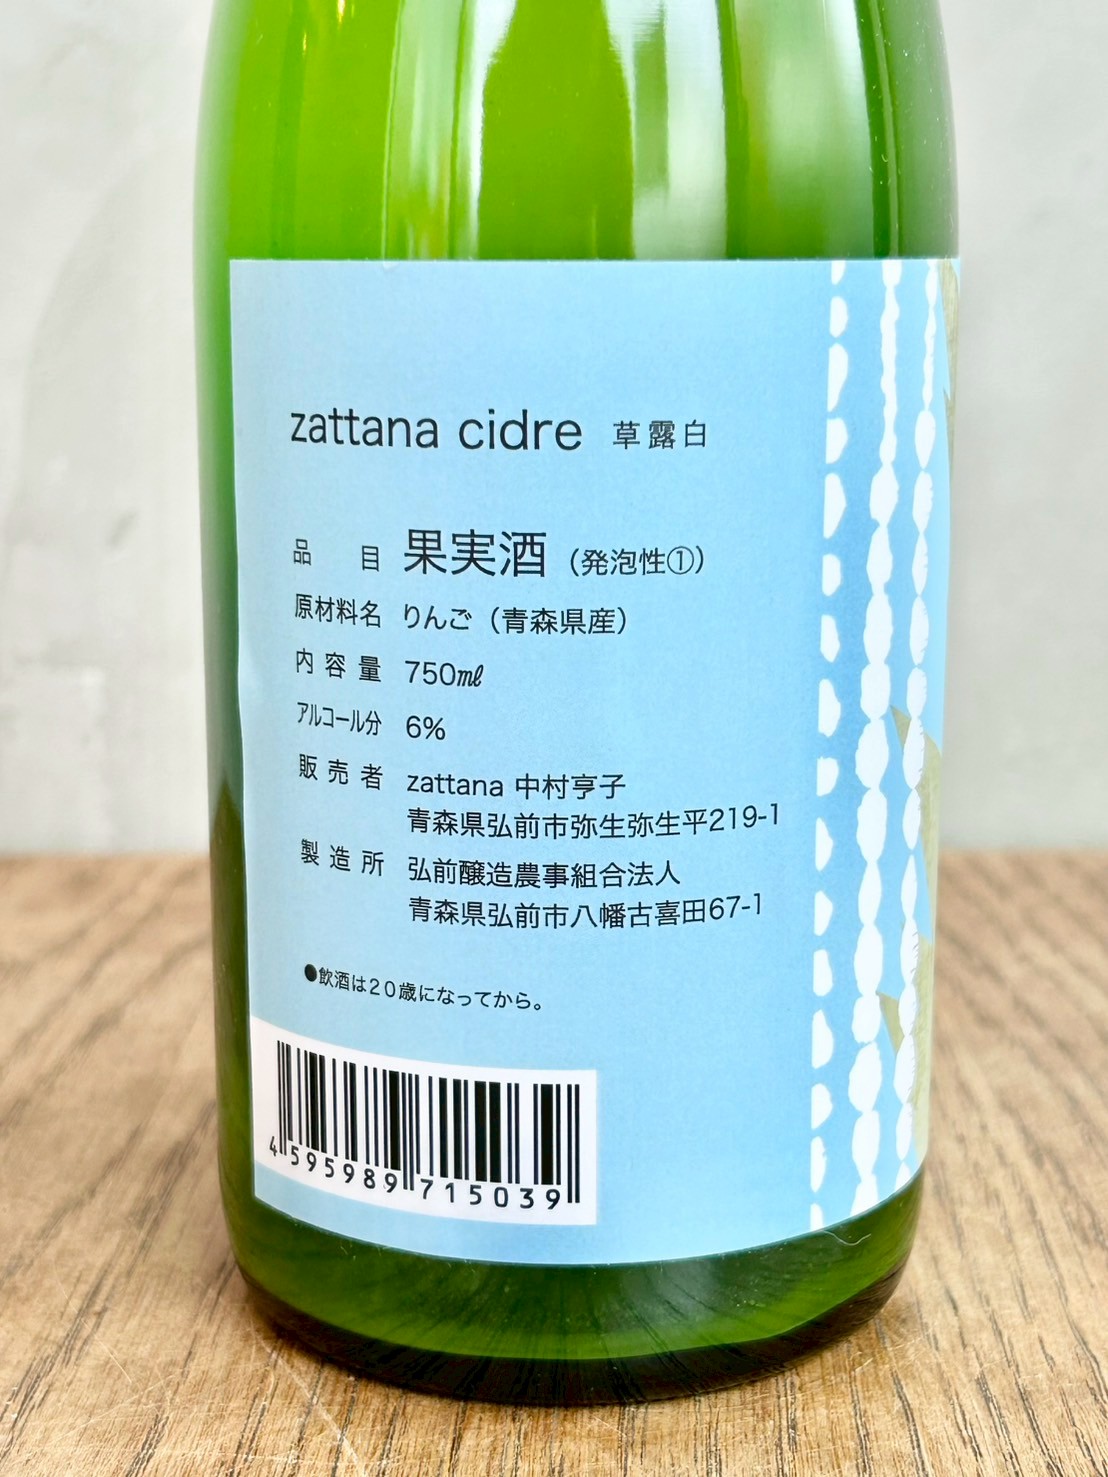 zattana cidre 草露白
品目 果実酒（発泡性①）
原材料名 りんご（青森県産）
内容量 750㎖
アルコール分 6%
販売者 zattana 中村亨子
青森県弘前市弥生弥生平219-1
製造所 弘前醸造農事組合法人
青森県弘前市八幡古喜田67-1
●飲酒は20歳になってから。
4 595989 715039